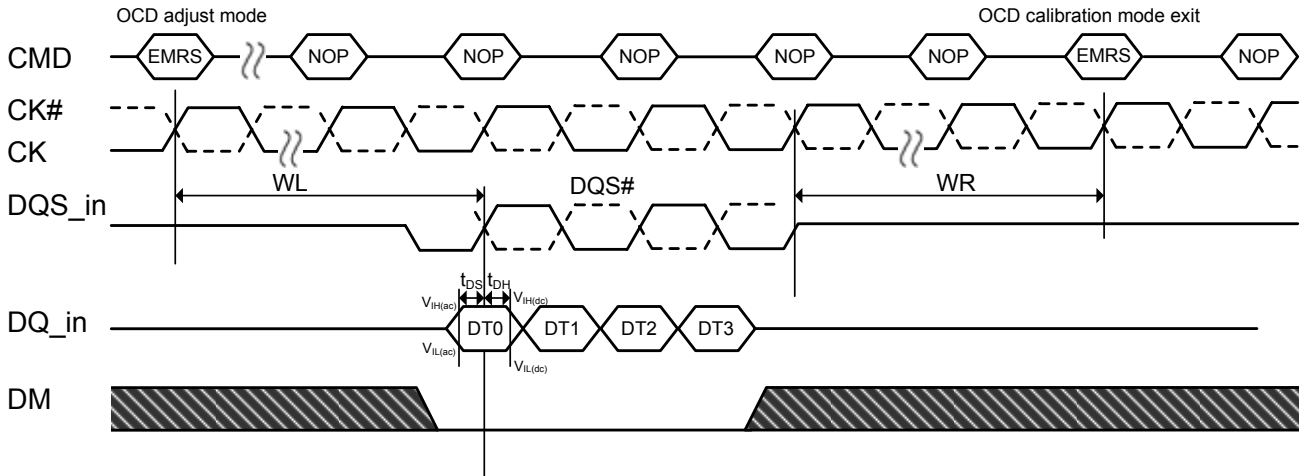 OCD adjust mode
OCD calibration mode exit
CMD
EMRS NOP NOP NOP NOP NOP EMRS NOP
CK#
CK
WL
DQS#
WR
DQS_in
tDS tDH
VIH(ac) VIH(dc)
DQ_in
DT0 DT1 DT2 DT3
VIL(ac) VIL(dc)
DM